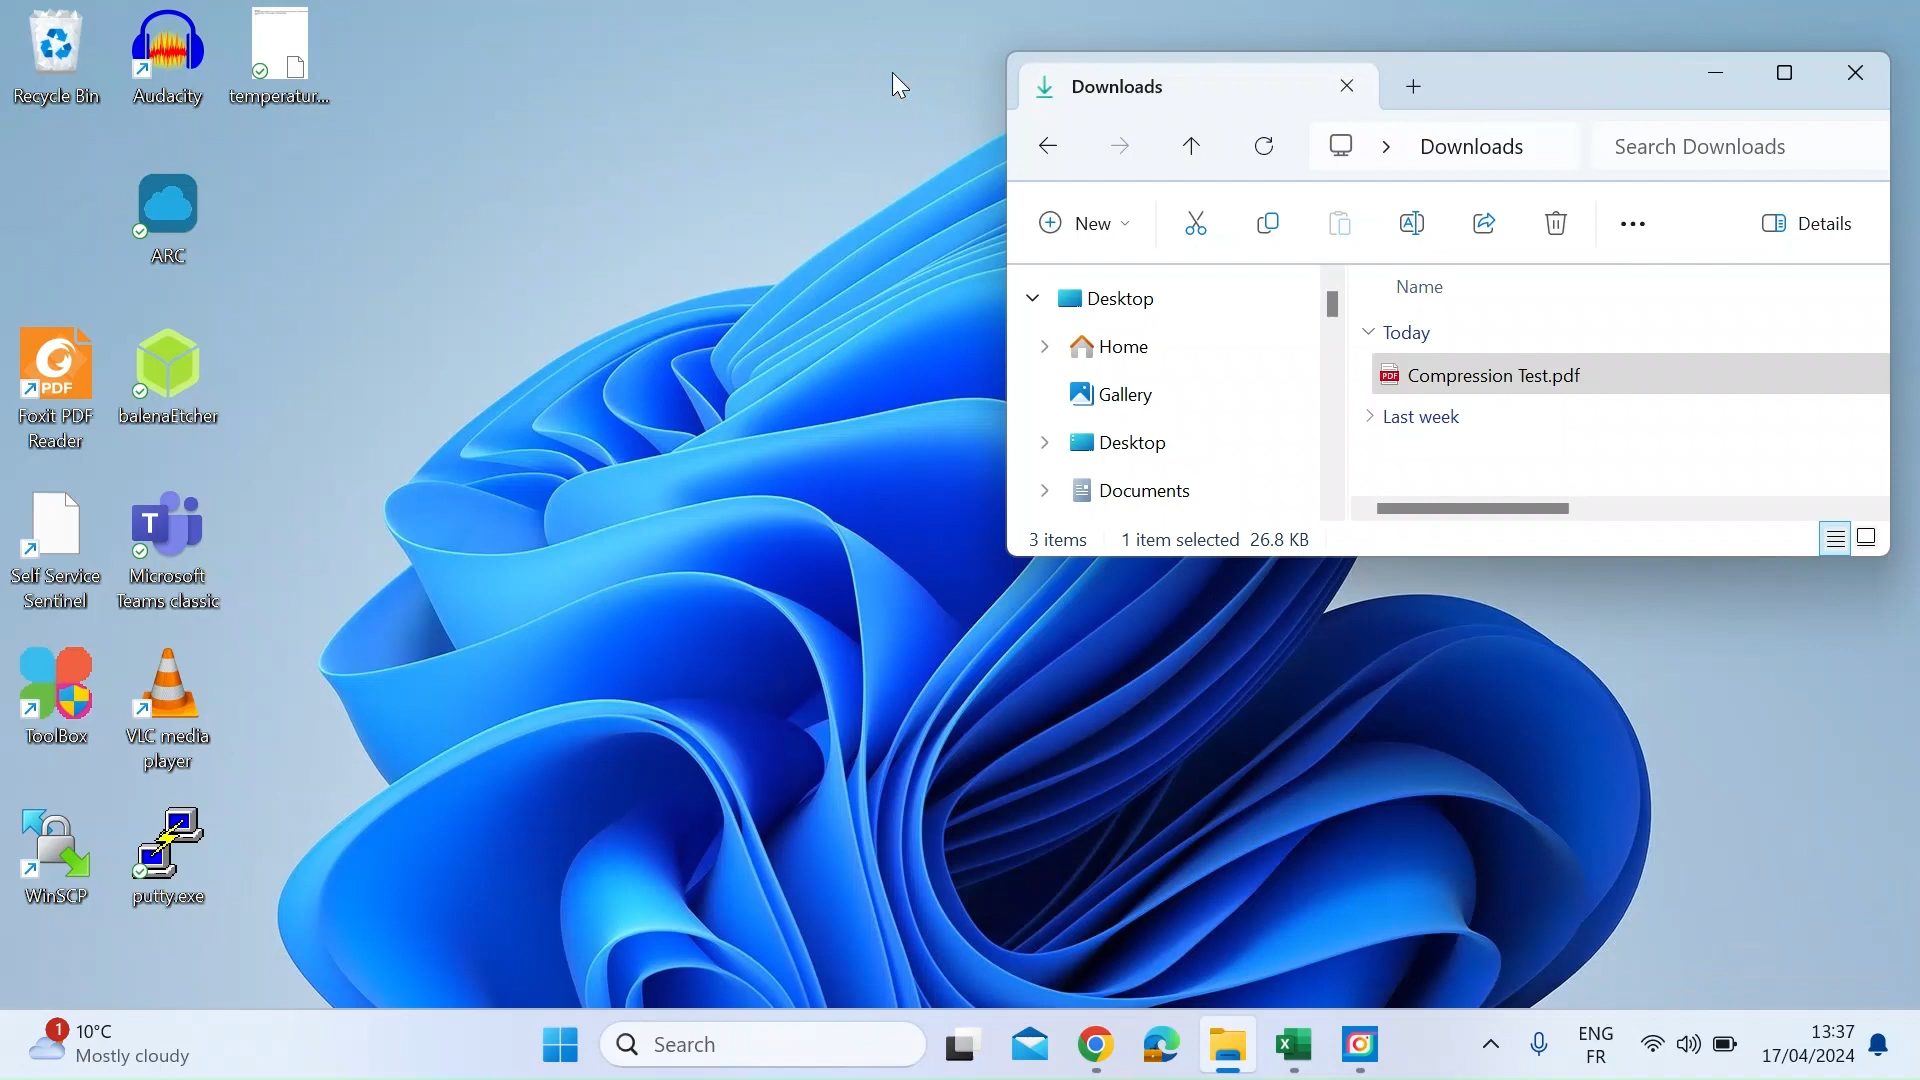 Recycle Bin
Audacity
temperatur...
ARC
PDF
Foxit PDF
Reader
balenaEtcher
Self Service
Sentinel
T
Microsoft
Teams classic
ToolBox
VLC media
player
WinSCP
putty.exe
Downloads
Downloads
Search Downloads
New
Details
Desktop
Home
Gallery
Desktop
Documents
Name
Today
PDF
Compression Test.pdf
Last week
3 items
1 item selected 26.8 KB
1
10°C
Mostly cloudy
Search
X
ENG
FR
13:37
17/04/2024